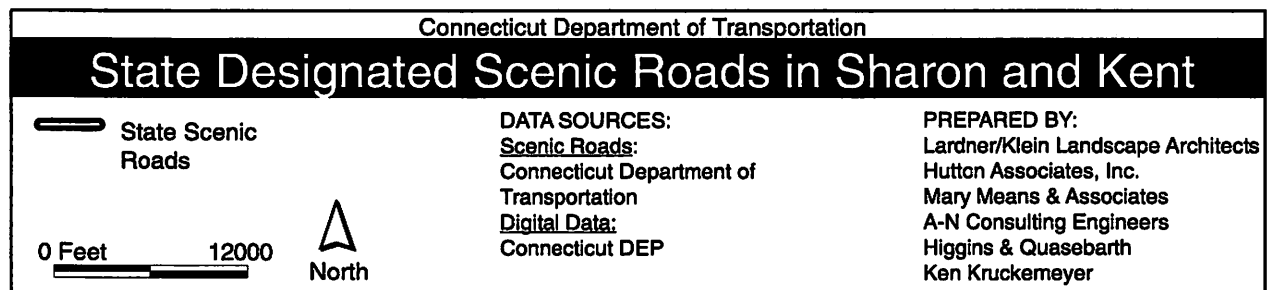 Connecticut Department of Transportation
State Designated Scenic Roads in Sharon and Kent
State Scenic
Roads
0 Feet 12000
North
DATA SOURCES:
Scenic Roads:
Connecticut Department of
Transportation
Digital Data:
Connecticut DEP
PREPARED BY:
Lardner/Klein Landscape Architects
Hutton Associates, Inc.
Mary Means & Associates
A-N Consulting Engineers
Higgins & Quasebarth
Ken Kruckemeyer